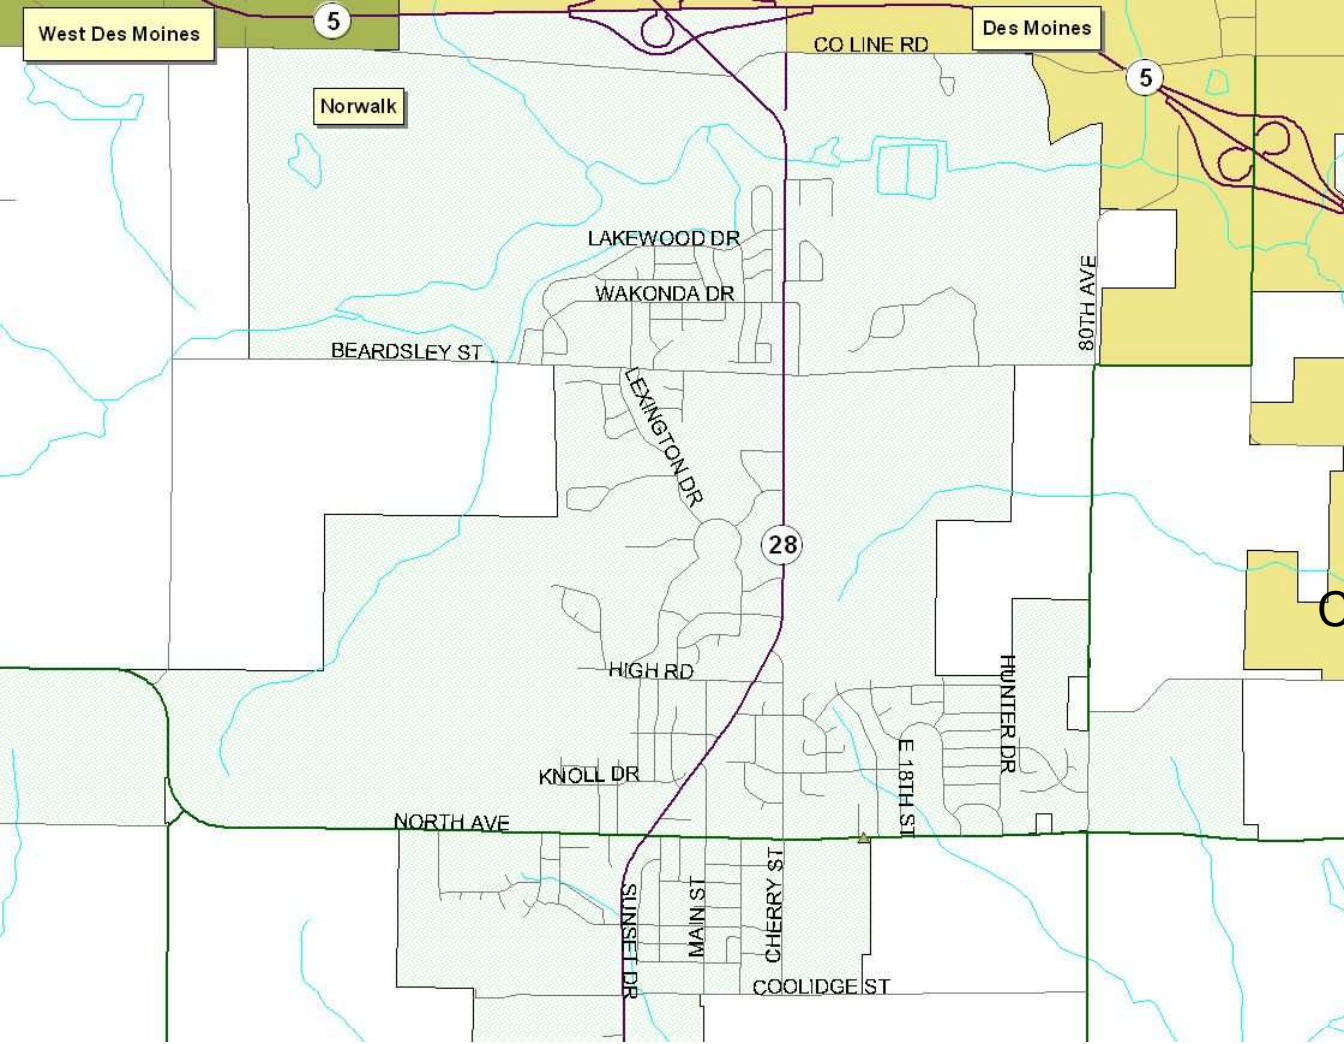 West Des Moines
5
Des Moines
CO LINE RD
5
Norwalk
LAKEWOOD DR
WAKONDA DR
80TH AVE
BEARDSLEY ST
LEXINGTON DR
28
HIGH RD
HUNTER DR
E 18TH ST
KNOLL DR
NORTH AVE
SUNSET DR
MAIN ST
CHERRY ST
COOLIDGE ST